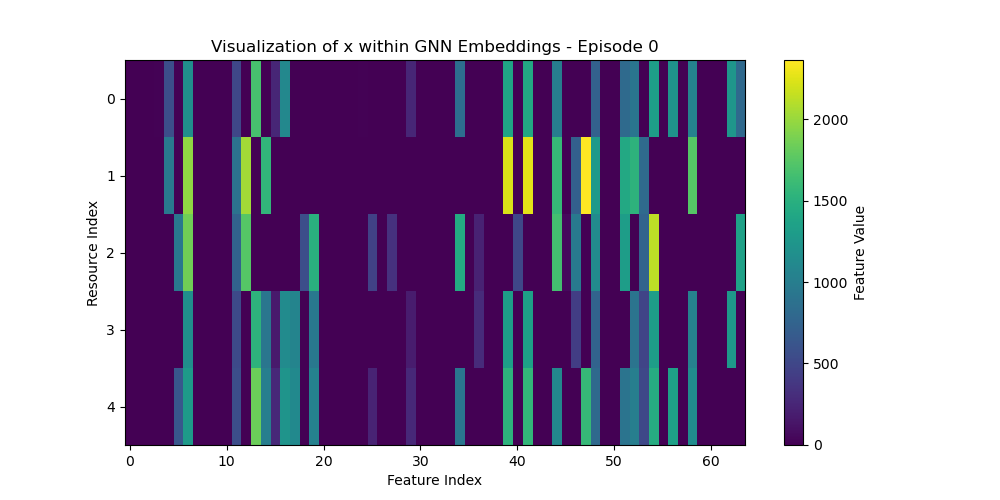 Visualization of x within GNN Embeddings - Episode 0
Resource Index
0
1
2
3
4
0 10 20 30 40 50 60
Feature Index
2000
1500
1000
500
0
Feature Value